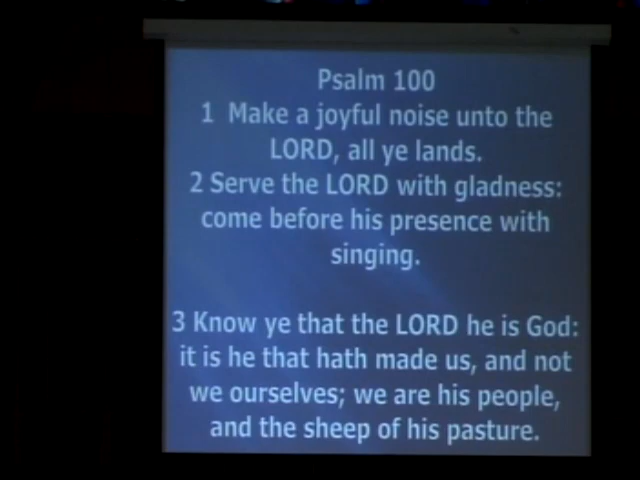 Psalm 100
1 Make a joyful noise unto the
LORD, all ye lands.
2 Serve the LORD with gladness:
come before his presence with
singing.
3 Know ye that the LORD he is God:
it is he that hath made us, and not
we ourselves; we are his people,
and the sheep of his pasture.